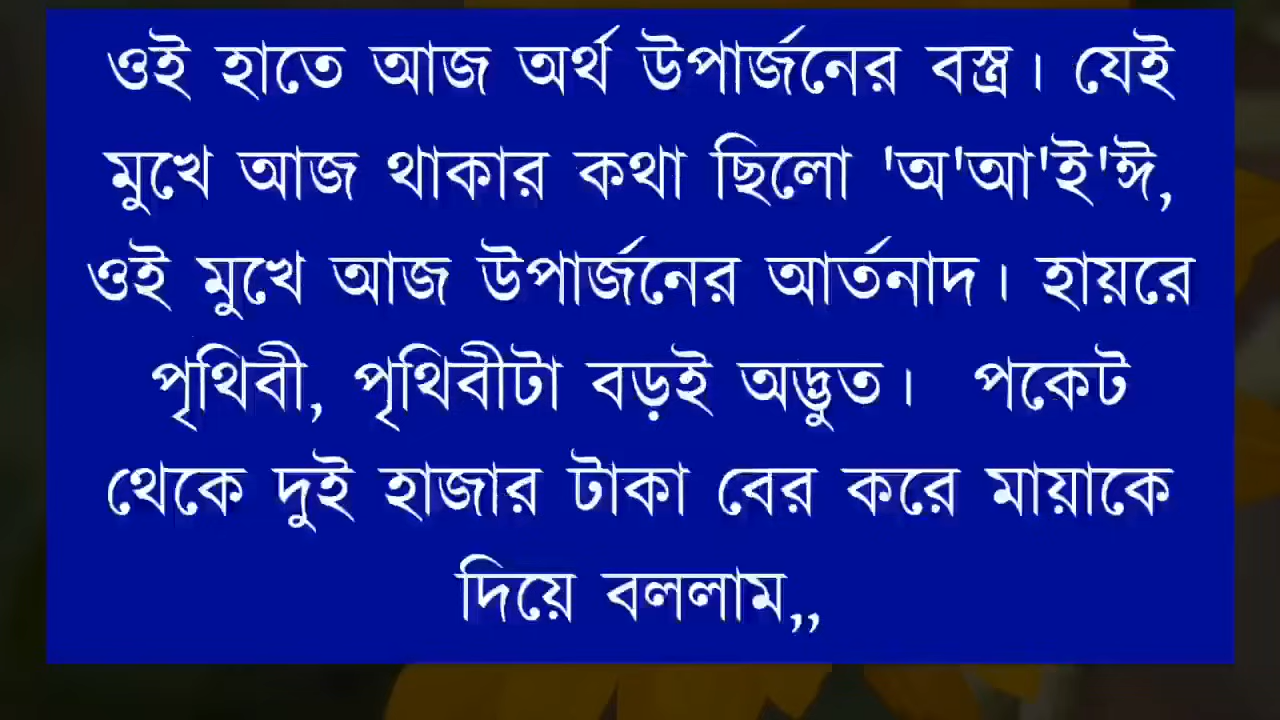 ওই হাতে আজ অর্থ উপার্জনের বস্ত্র। যেই
মুখে আজ থাকার কথা ছিলো 'অ'আ'ই'ঈ,
ওই মুখে আজ উপার্জনের আর্তনাদ। হায়রে
পৃথিবী, পৃথিবীটা বড়ই অদ্ভুত। পকেট
থেকে দুই হাজার টাকা বের করে মায়াকে
দিয়ে বললাম,,